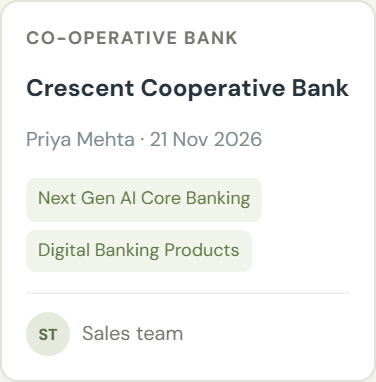 CO-OPERATIVE BANK
Crescent Cooperative Bank
Priya Mehta · 21 Nov 2026
Next Gen AI Core Banking
Digital Banking Products
ST Sales team